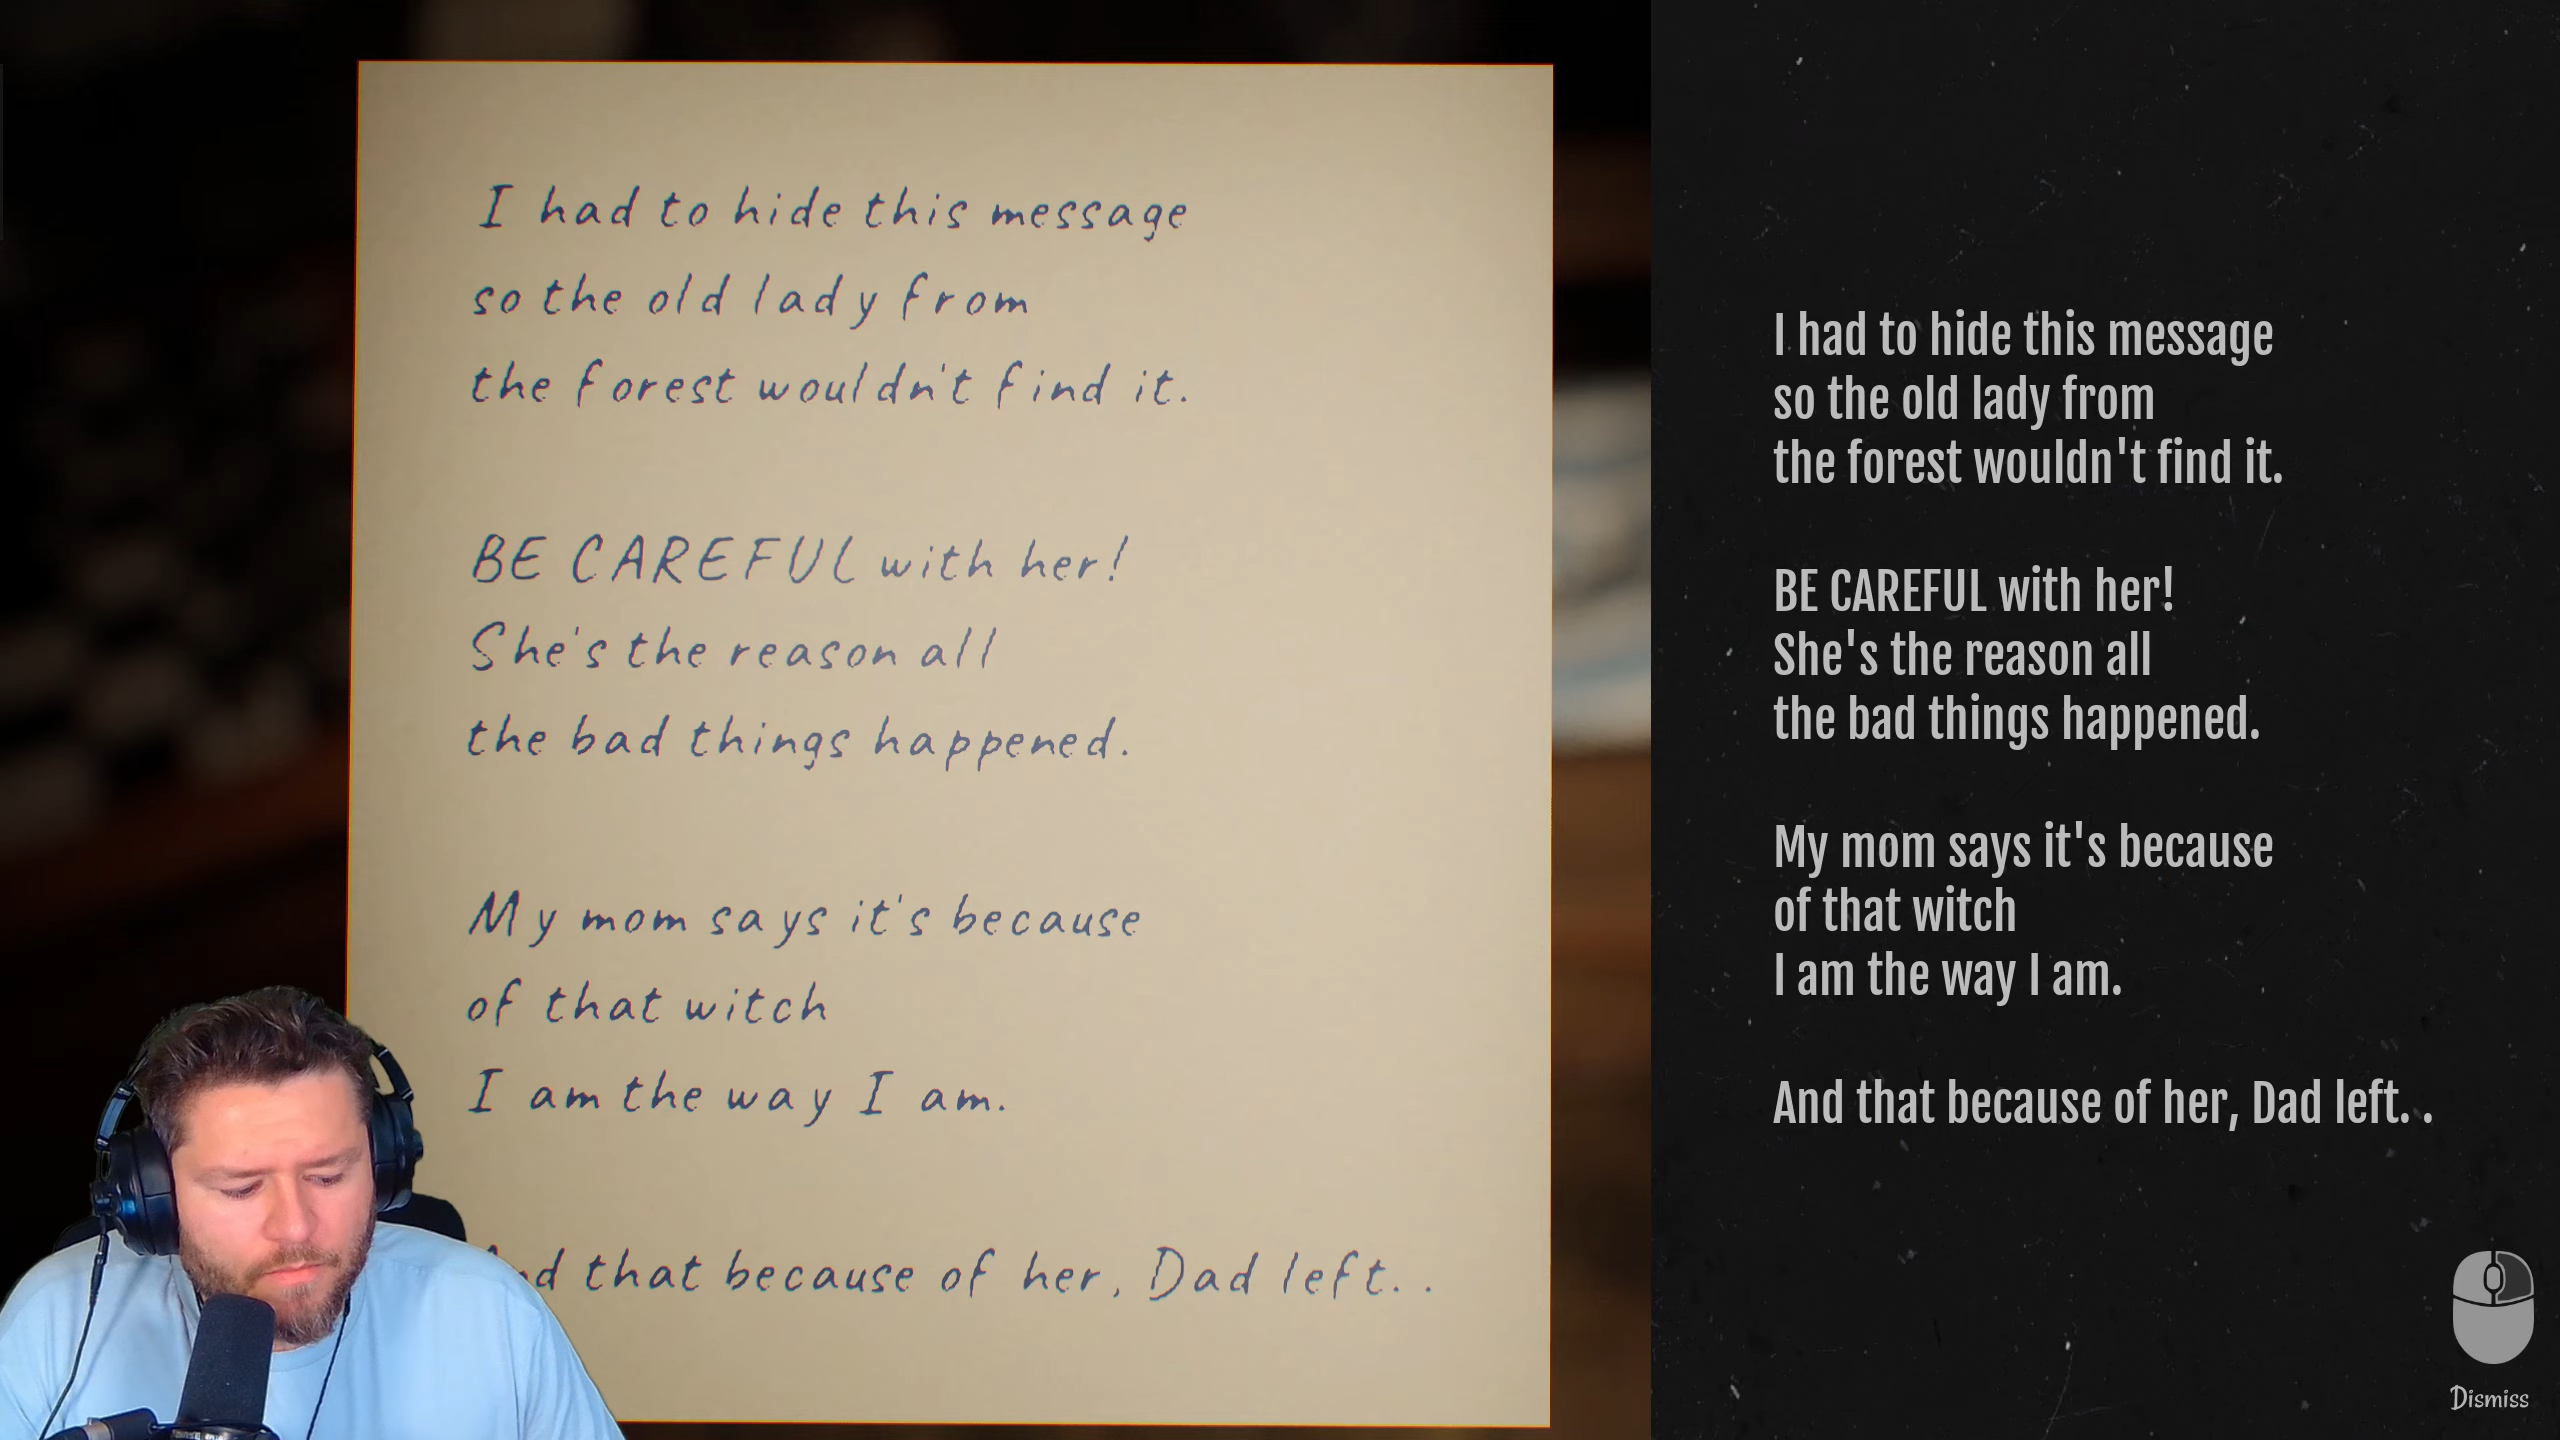 I had to hide this message
so the old lady from
the forest wouldn't find it.
BE CAREFUL with her!
She's the reason all
the bad things happened.
My mom says it's because
of that witch
I am the way I am.
And that because of her, Dad left. .
I had to hide this message
so the old lady from
the forest wouldn't find it.
BE CAREFUL with her!
She's the reason all
the bad things happened.
My mom says it's because
of that witch
I am the way I am.
And that because of her, Dad left. .
Dismiss